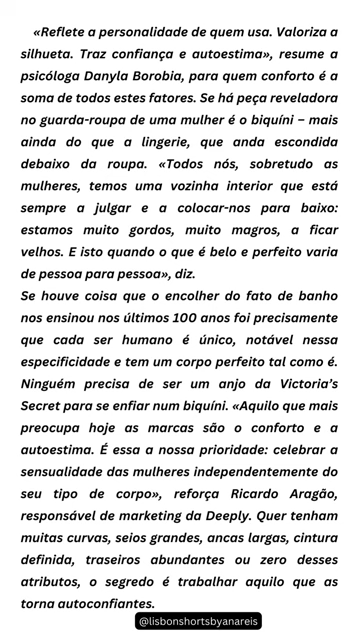 «Reflete a personalidade de quem usa. Valoriza a
silhueta. Traz confiança e autoestima», resume a
psicóloga Danyla Borobia, para quem conforto é a
soma de todos estes fatores. Se há peça reveladora
no guarda-roupa de uma mulher é o biquíni – mais
ainda do que a lingerie, que anda escondida
debaixo da roupa. «Todos nós, sobretudo as
mulheres, temos uma vozinha interior que está
sempre a julgar e a colocar-nos para baixo:
estamos muito gordos, muito magros, a ficar
velhos. E isto quando o que é belo e perfeito varia
de pessoa para pessoa», diz.
Se houve coisa que o encolher do fato de banho
nos ensinou nos últimos 100 anos foi precisamente
que cada ser humano é único, notável nessa
especificidade e tem um corpo perfeito tal como é.
Ninguém precisa de ser um anjo da Victoria’s
Secret para se enfiar num biquíni. «Aquilo que mais
preocupa hoje as marcas são o conforto e a
autoestima. É essa a nossa prioridade: celebrar a
sensualidade das mulheres independentemente do
seu tipo de corpo», reforça Ricardo Aragão,
responsável de marketing da Deeply. Quer tenham
muitas curvas, seios grandes, ancas largas, cintura
definida, traseiros abundantes ou zero desses
atributos, o segredo é trabalhar aquilo que as
torna autoconfiantes.
@lisbonshortsbyanareis